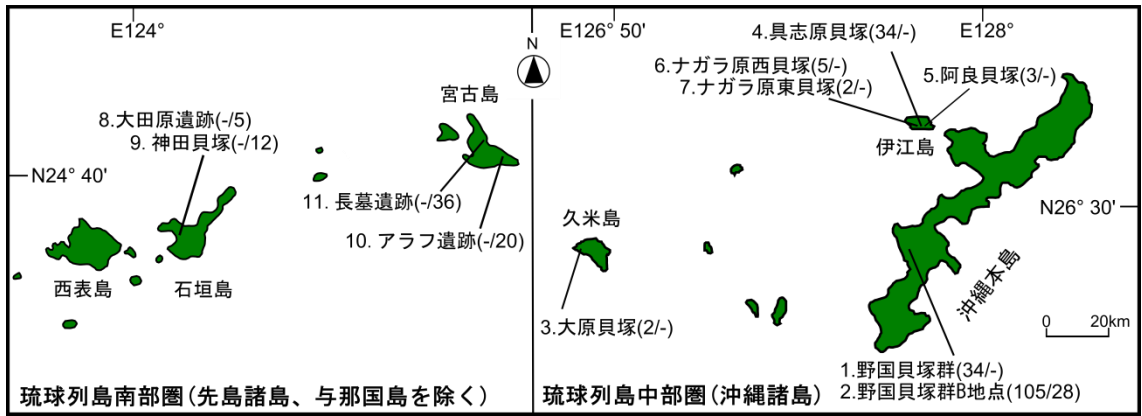 E124°
宮古島
8.大田原遺跡(-/5)
9. 神田貝塚(-/12)
N24° 40'
11. 長墓遺跡(-/36)
10. アラフ遺跡(-/20)
西表島
石垣島
琉球列島南部圏(先島諸島、与那国島を除く)
N
E126° 50'
4.具志原貝塚(34/-)
E128°
6.ナガラ原西貝塚(5/-)
7.ナガラ原東貝塚(2/-)
5.阿良貝塚(3/-)
伊江島
久米島
N26° 30'
沖縄本島
3.大原貝塚(2/-)
0 20km
1.野国貝塚群(34/-)
2.野国貝塚群B地点(105/28)
琉球列島中部圏(沖縄諸島)